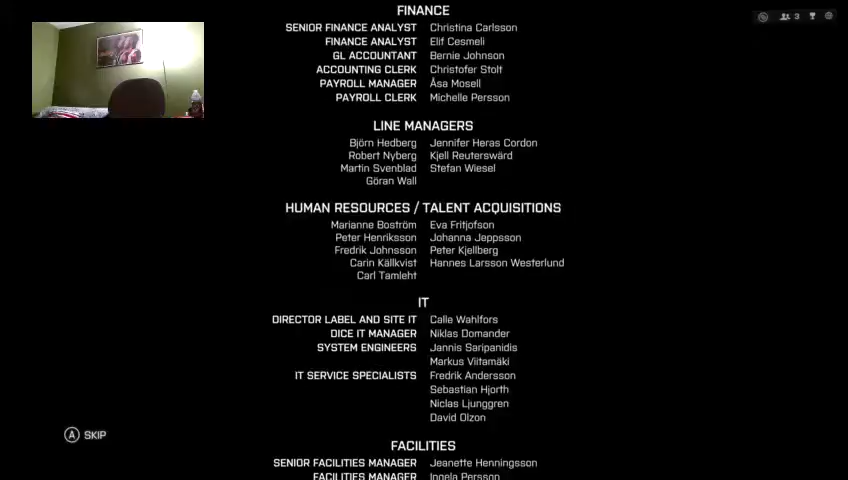 FINANCE
3
SENIOR FINANCE ANALYST Christina Carlsson
FINANCE ANALYST Elif Cesmeli
GL ACCOUNTANT Bernie Johnson
ACCOUNTING CLERK Christofer Stolt
PAYROLL MANAGER Åsa Mosell
PAYROLL CLERK Michelle Persson
LINE MANAGERS
Björn Hedberg Jennifer Heras Cordon
Robert Nyberg Kjell Reuterswärd
Martin Svenblad Stefan Wiesel
Göran Wall
HUMAN RESOURCES / TALENT ACQUISITIONS
Marianne Boström Eva Fritjofson
Peter Henriksson Johanna Jeppsson
Fredrik Johnsson Peter Kjellberg
Carin Källkvist Hannes Larsson Westerlund
Carl Tamleht
IT
DIRECTOR LABEL AND SITE IT Calle Wahlfors
DICE IT MANAGER Niklas Domander
SYSTEM ENGINEERS Jannis Saripanidis
Markus Viitamäki
IT SERVICE SPECIALISTS Fredrik Andersson
Sebastian Hjorth
Niclas Ljunggren
David Olzon
A SKIP
FACILITIES
SENIOR FACILITIES MANAGER Jeanette Henningsson
FACILITIES MANAGER Ingela Persson